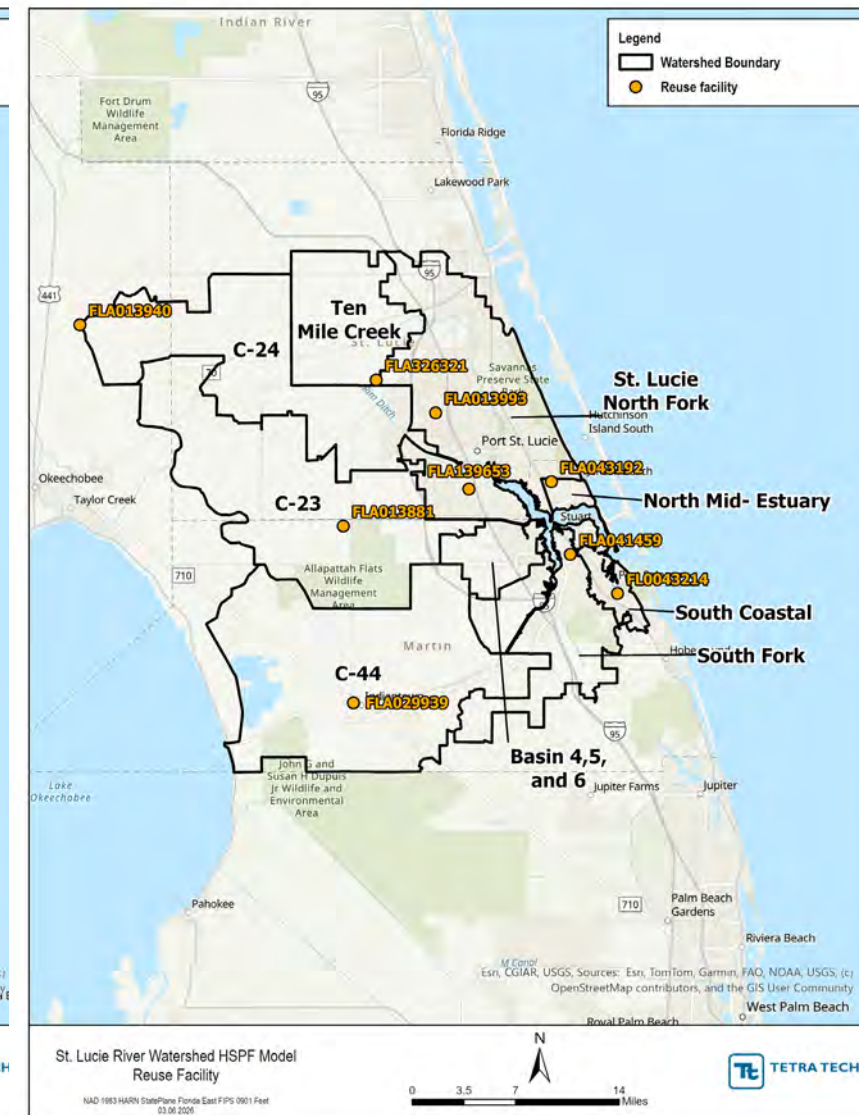 Indian River
Legend
Watershed Boundary
Reuse facility
95
Fort Drum
Wildlife
Management
Area
Florida Ridge
Lakewood Park
95
441
FLA013940
Ten
Mile Creek
C-24
FLA326321
Savannas
Preserve State
St. Lucie
North Fork
FLA013993
Hutchinson
Island South
Port St. Lucie
FLA139653
FLA043192
Okeechobee
Taylor Creek
C-23
North Mid- Estuary
FLA013881
Stuart
FLA041459
710
Allapattah Flats
Wildlife
Management
Area
FL0043214
South Coastal
Martin
South Fork
C-44
FLA029939
95
Basin 4,5,
and 6
John G and
Susan H Dupuis
Jr Wildlife and
Environmental
Area
Lake
Okeechobee
Jupiter Farms
Jupiter
Pahokee
710
Palm Beach
Gardens
Riviera Beach
M Canal
Esri, CGIAR, USGS, Sources: Esri, TomTom, Garmin, FAO, NOAA, USGS, (c)
OpenStreetMap contributors, and the GIS User Community
West Palm Beach
Royal Palm Beach
St. Lucie River Watershed HSPF Model
Reuse Facility
NAD 1983 HARN StatePlane Florida East FIPS 0901 Feet
03.06.2026
N
0 3.5 7 14
Miles
Tt TETRA TECH